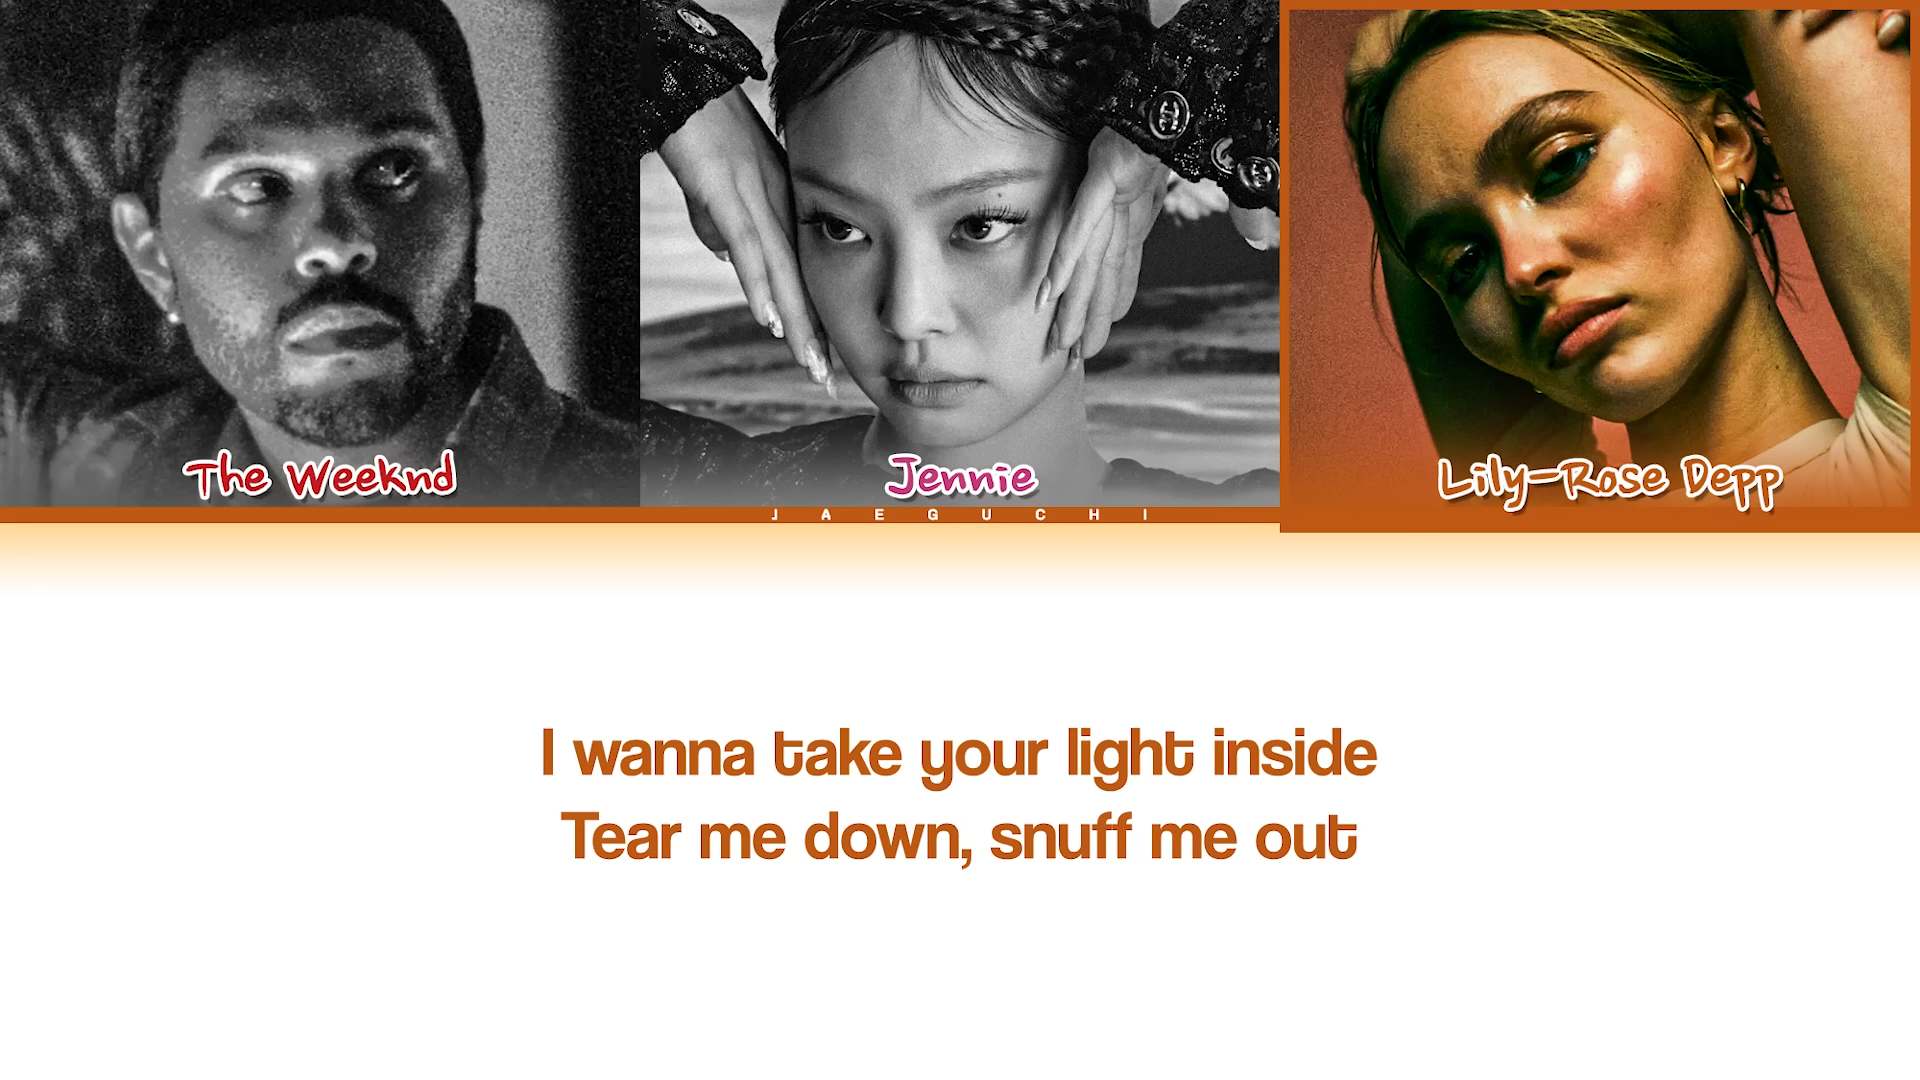 The Weeknd
Jennie
Lily-Rose Depp
JAEGUCHI
I wanna take your light inside
Tear me down, snuff me out